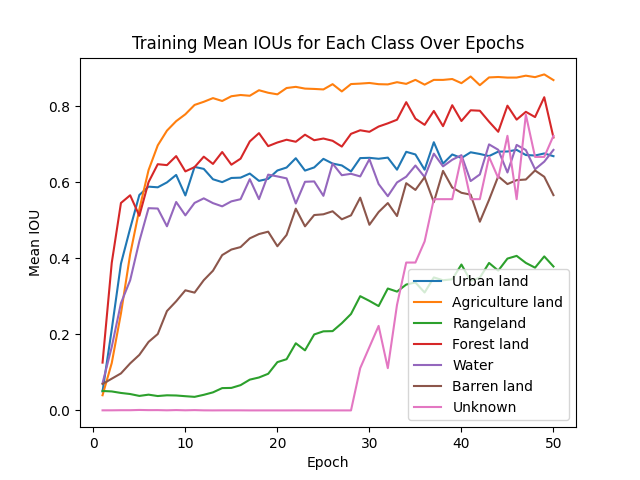 Training Mean IOUs for Each Class Over Epochs
Mean IOU
0.8
0.6
0.4
0.2
0.0
0
10
20
30
40
50
Epoch
Urban land
Agriculture land
Rangeland
Forest land
Water
Barren land
Unknown